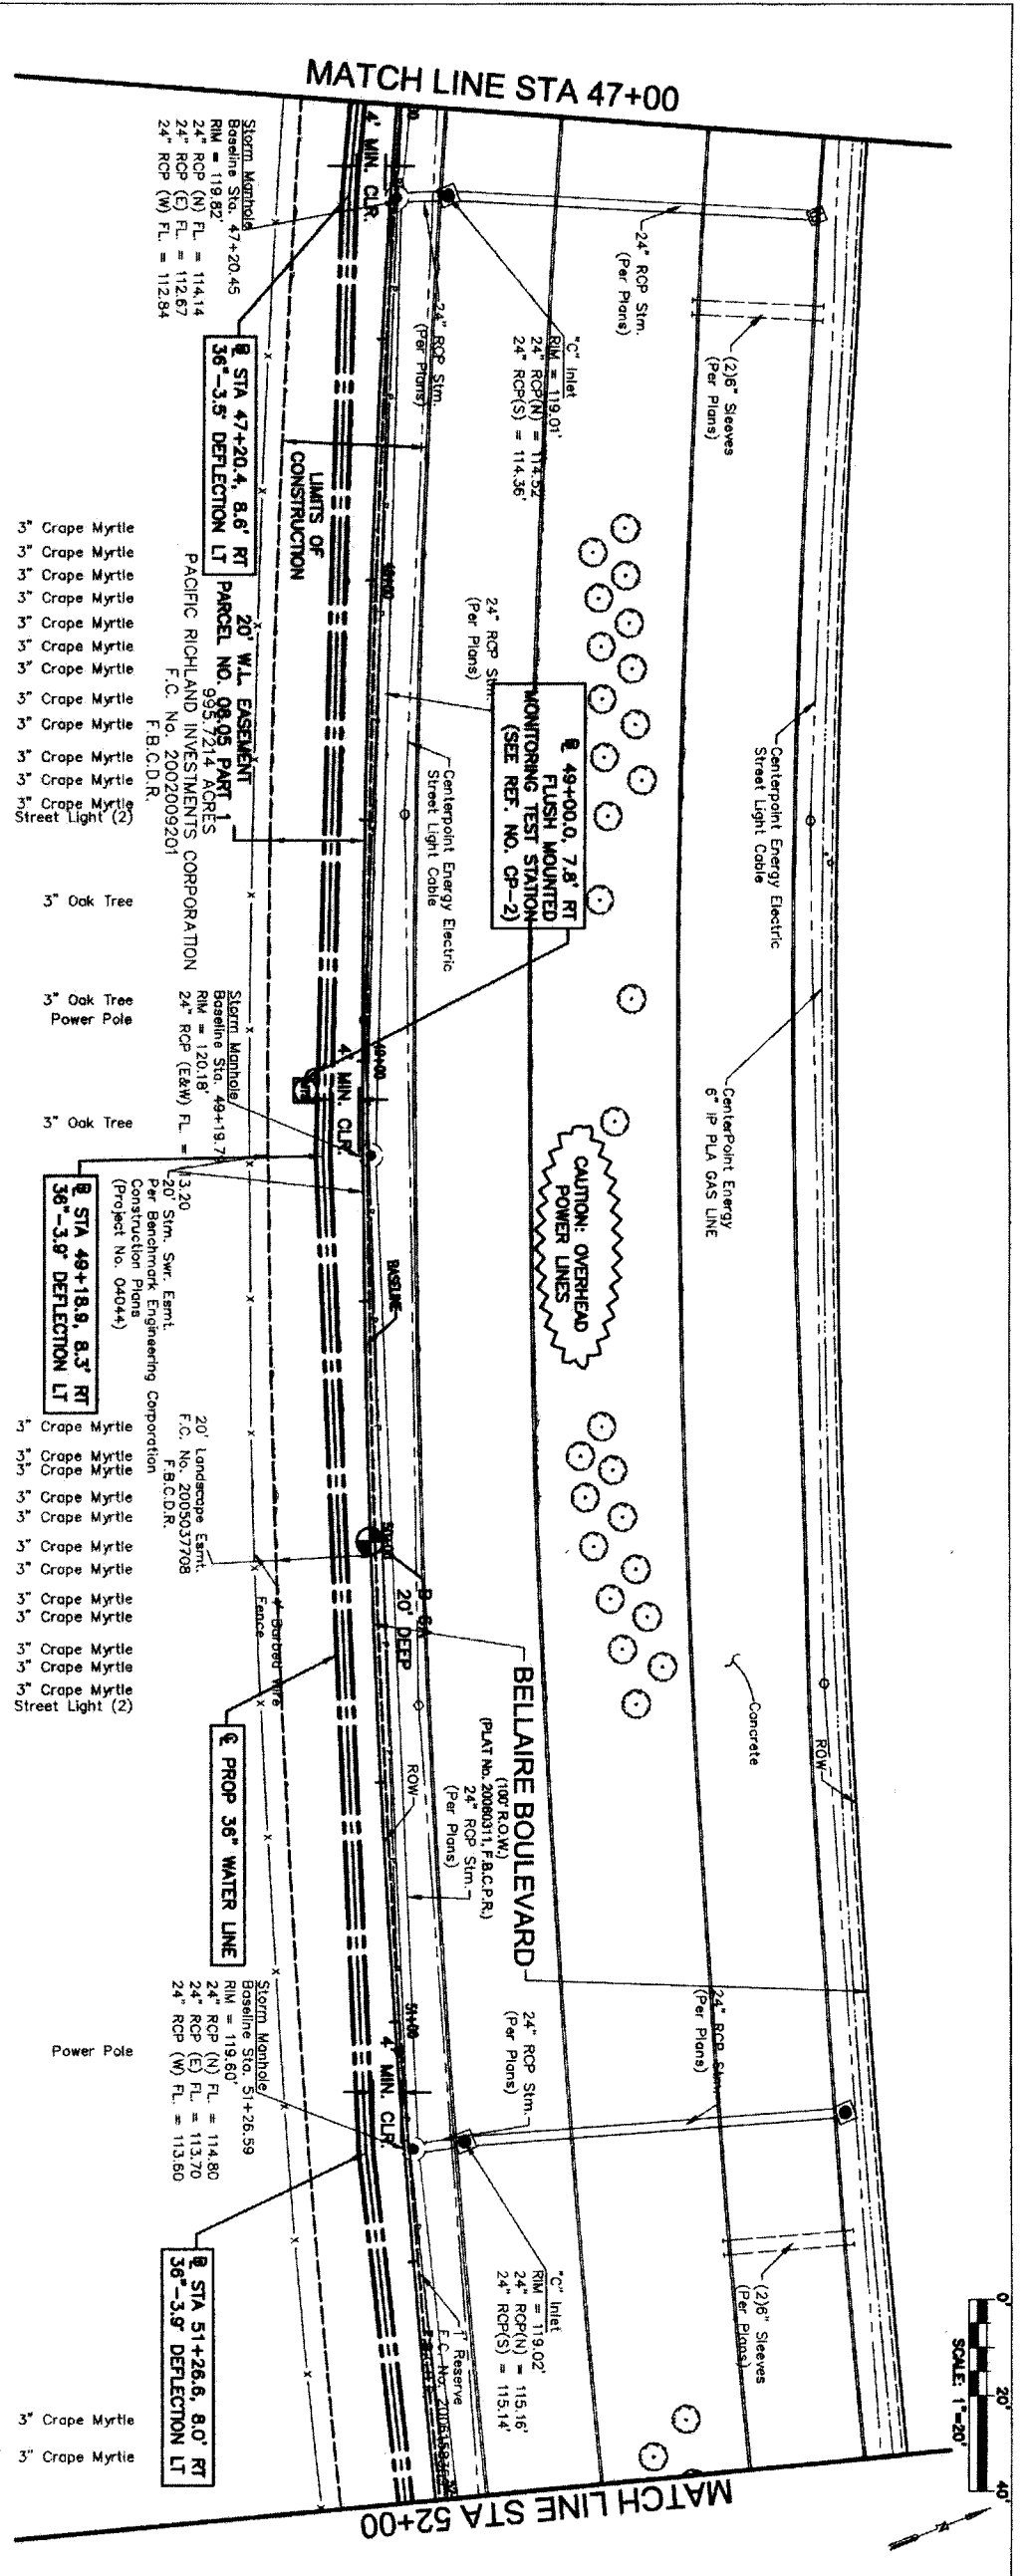 MATCH LINE STA 47+00
Storm Manhole
Baseline Sta. 47+20.45
RIM = 119.82'
24" RCP (N) FL. = 114.14
24" RCP (E) FL. = 112.67
24" RCP (W) FL. = 112.84
4' MIN. CLR.
24" RCP Stm.
(Per Plans)
"C" Inlet
RIM = 119.01'
24" RCP(N) = 114.52
24" RCP(S) = 114.36'
24" RCP Stm.
(Per Plans)
(2)6" Sleeves
(Per Plans)
STA 47+20.4, 8.6' RT
36"-3.5° DEFLECTION LT
LIMITS OF
CONSTRUCTION
20' W.L. EASEMENT
PARCEL NO. 08.05 PART 1
995.7214 ACRES
PACIFIC RICHLAND INVESTMENTS CORPORATION
F.C. No. 2002009201
F.B.C.D.R.
48+00
24" RCP Stm.
(Per Plans)
49+00.0, 7.8' RT
FLUSH MOUNTED
MONITORING TEST STATION
(SEE REF. NO. CP-2)
Centerpoint Energy Electric
Street Light Cable
Centerpoint Energy Electric
Street Light Cable
CenterPoint Energy
6" IP PLA GAS LINE
3" Crape Myrtle
3" Crape Myrtle
3" Crape Myrtle
3" Crape Myrtle
3" Crape Myrtle
3" Crape Myrtle
3" Crape Myrtle
3" Crape Myrtle
3" Crape Myrtle
3" Crape Myrtle
3" Crape Myrtle
3" Crape Myrtle
Street Light (2)
3" Oak Tree
3" Oak Tree
Power Pole
3" Oak Tree
Storm Manhole
Baseline Sta. 49+19.78
RIM = 120.18'
24" RCP (E&W) FL. = 113.20
49+00
4' MIN. CLR.
CAUTION: OVERHEAD
POWER LINES
20' Stm. Swr. Esmt.
Per Benchmark Engineering Corporation
Construction Plans
(Project No. 04044)
STA 49+18.9, 8.3' RT
36"-3.9° DEFLECTION LT
BASELINE
20' Landscape Esmt.
F.C. No. 2005037708
F.B.C.D.R.
3" Crape Myrtle
3" Crape Myrtle
3" Crape Myrtle
3" Crape Myrtle
3" Crape Myrtle
3" Crape Myrtle
3" Crape Myrtle
3" Crape Myrtle
3" Crape Myrtle
3" Crape Myrtle
3" Crape Myrtle
3" Crape Myrtle
Street Light (2)
50+00
20' DEEP
Barbed Wire
Fence
BELLAIRE BOULEVARD
(100' R.O.W.)
(PLAT No. 20080311, F.B.C.P.R.)
24" RCP Stm.
(Per Plans)
Concrete
ROW
ROW
℄ PROP 36" WATER LINE
Storm Manhole
Baseline Sta. 51+26.59
RIM = 119.60'
24" RCP (N) FL. = 114.80
24" RCP (E) FL. = 113.70
24" RCP (W) FL. = 113.60
Power Pole
51+00
4' MIN. CLR.
24" RCP Stm.
(Per Plans)
24" RCP Stm.
(Per Plans)
"C" Inlet
RIM = 119.02'
24" RCP(N) = 115.16'
24" RCP(S) = 115.14'
(2)6" Sleeves
(Per Plans)
1' Reserve
F.C. No.
STA 51+26.6, 8.0' RT
36"-3.9° DEFLECTION LT
3" Crape Myrtle
3" Crape Myrtle
MATCH LINE STA 52+00
0' 20' 40'
SCALE: 1"=20'